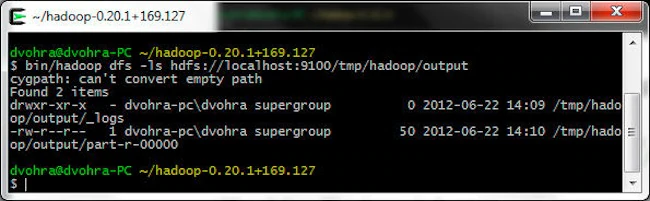 ~/hadoop-0.20.1+169.127
dvohra@dvohra-PC ~/hadoop-0.20.1+169.127
$ bin/hadoop dfs -ls hdfs://localhost:9100/tmp/hadoop/output
cygpath: can't convert empty path
Found 2 items
drwxr-xr-x   - dvohra-pc\dvohra supergroup          0 2012-06-22 14:09 /tmp/hado
op/output/_logs
-rw-r--r--   1 dvohra-pc\dvohra supergroup         50 2012-06-22 14:10 /tmp/hado
op/output/part-r-00000
dvohra@dvohra-PC ~/hadoop-0.20.1+169.127
$